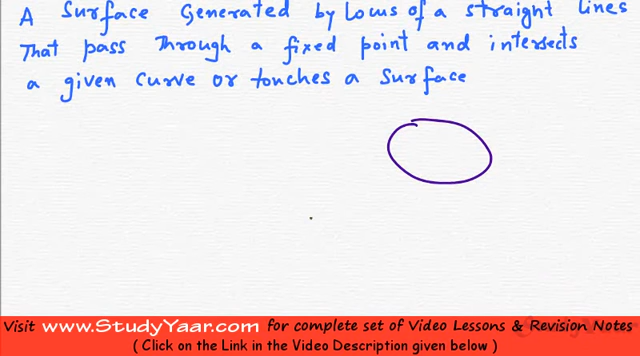 A Surface Generated by Locus of a straight Lines
That pass Through a fixed point and intersects
a given Curve or touches a Surface
Visit www.StudyYaar.com for complete set of Video Lessons & Revision Notes
( Click on the Link in the Video Description given below )